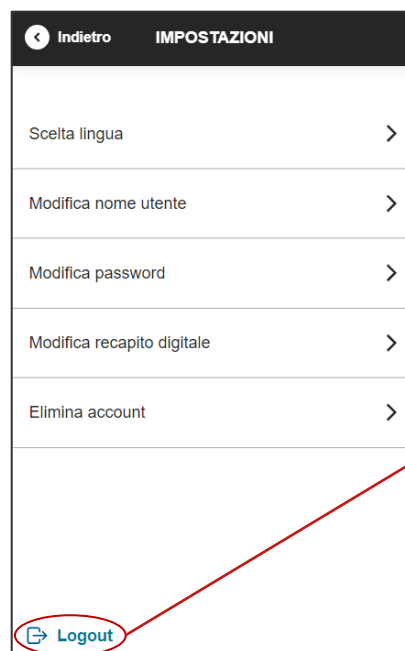 Indietro IMPOSTAZIONI
Scelta lingua
Modifica nome utente
Modifica password
Modifica recapito digitale
Elimina account
Logout